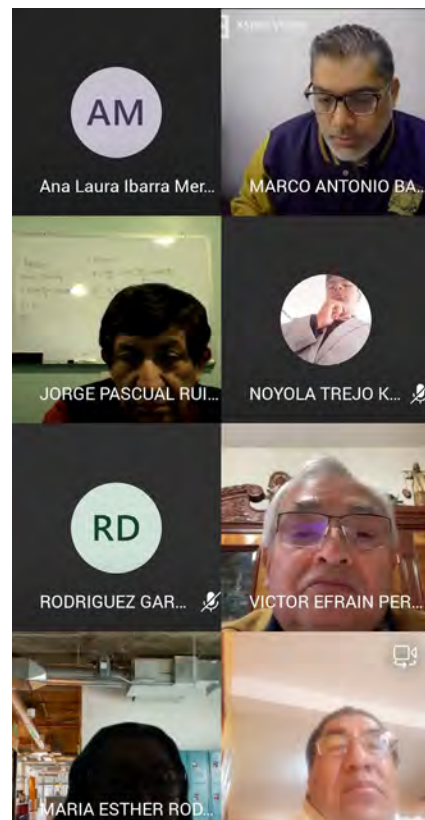 AM
Ana Laura Ibarra Mer...
MARCO ANTONIO BA...
JORGE PASCUAL RUI...
NOYOLA TREJO K...
RD
RODRIGUEZ GAR...
VICTOR EFRAIN PER...
MARIA ESTHER ROD...